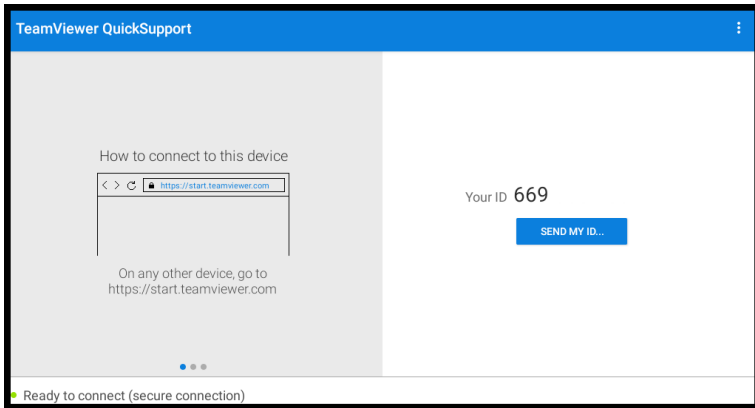 TeamViewer QuickSupport
How to connect to this device
https://start.teamviewer.com
On any other device, go to
https://start.teamviewer.com
Your ID 669
SEND MY ID...
Ready to connect (secure connection)